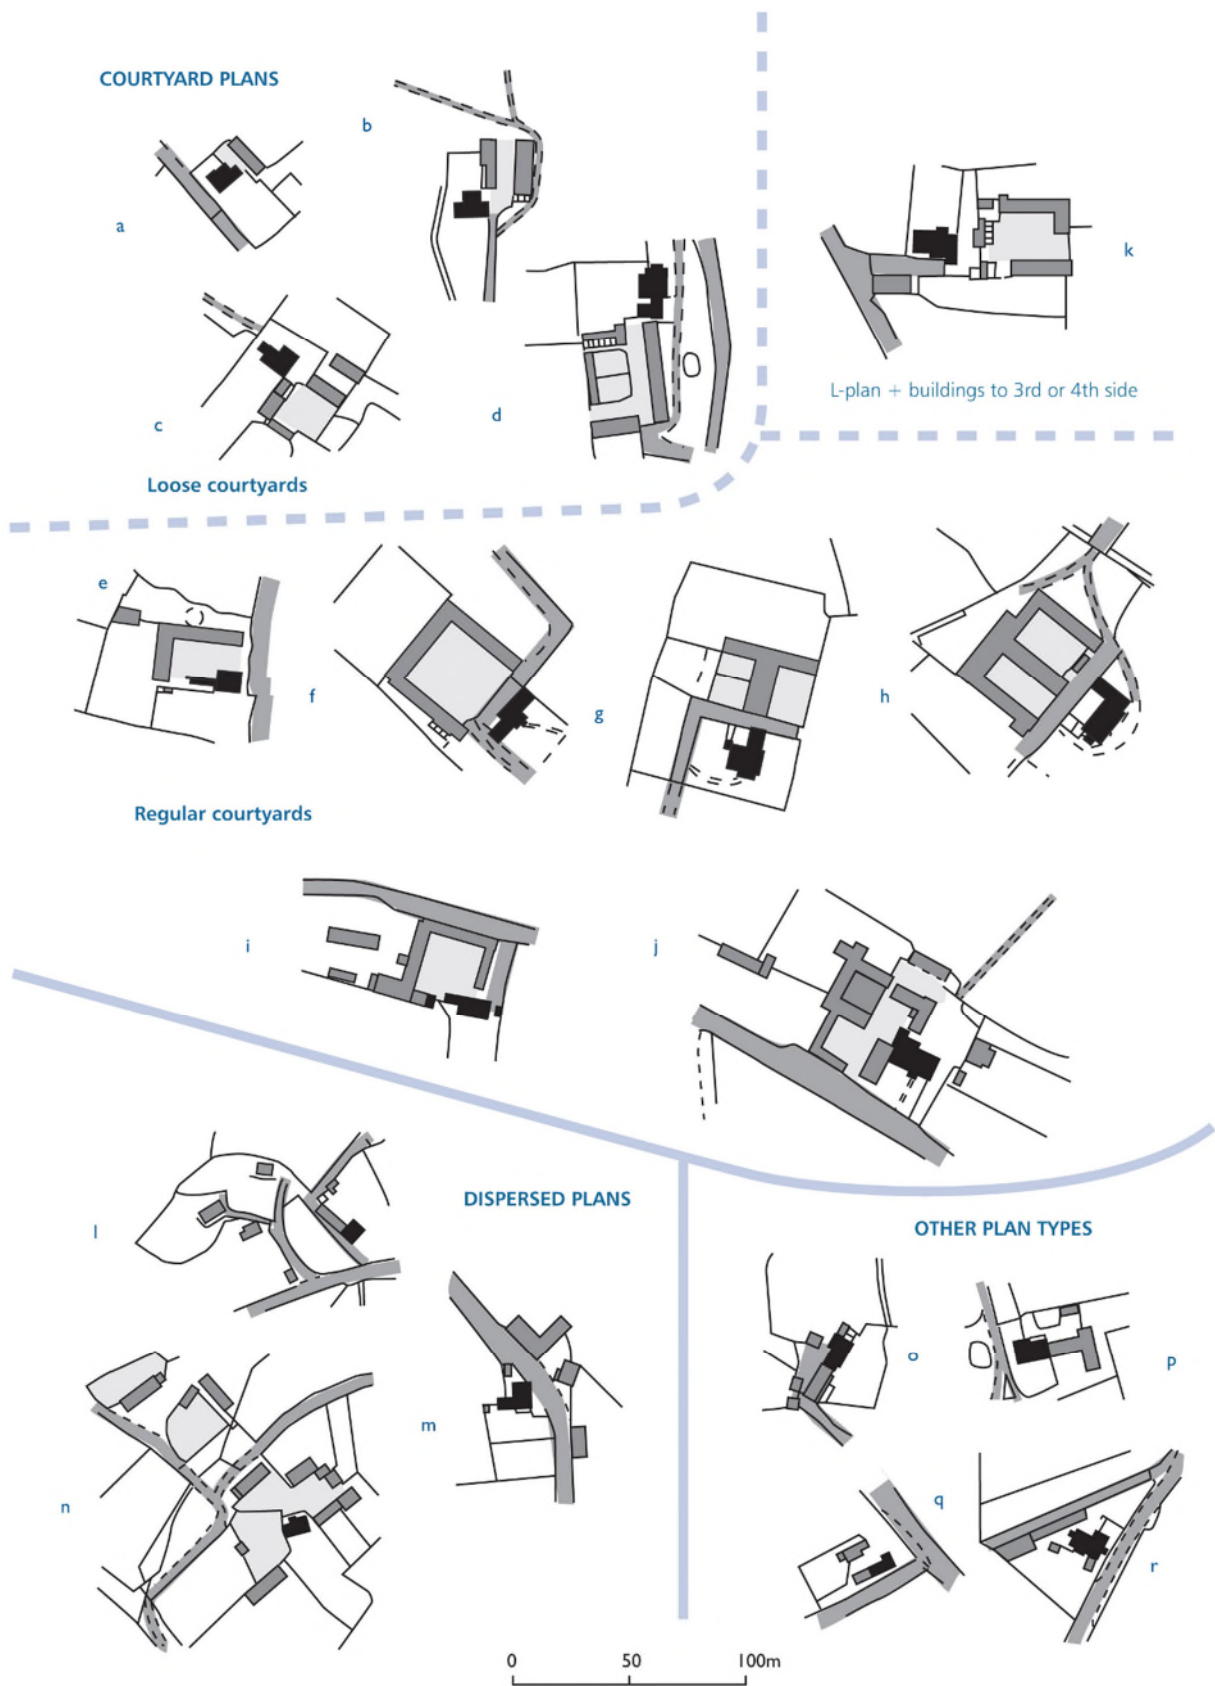 COURTYARD PLANS
b
a
k
L-plan + buildings to 3rd or 4th side
c
d
Loose courtyards
e
f
g
h
Regular courtyards
i
j
DISPERSED PLANS
OTHER PLAN TYPES
l
o
p
m
n
q
r
0 50 100m